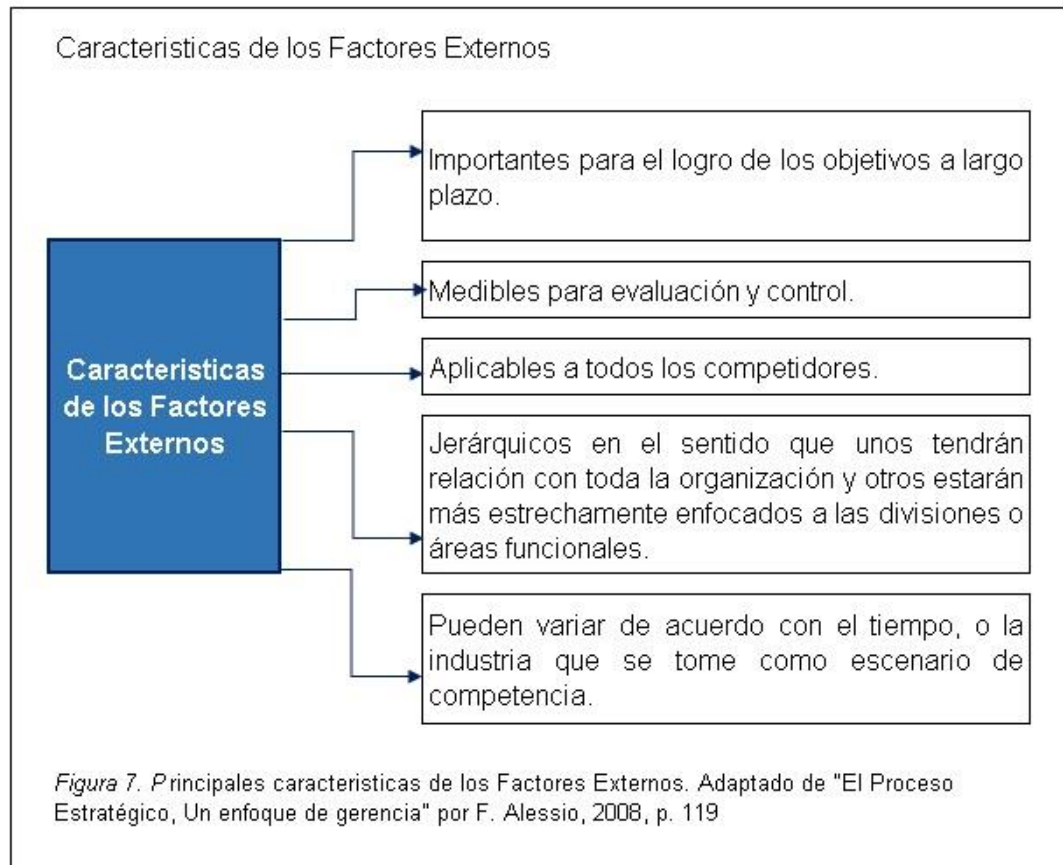 Caracteristicas de los Factores Externos
Importantes para el logro de los objetivos a largo
plazo.
Medibles para evaluación y control.
Caracteristicas
de los Factores
Externos
Aplicables a todos los competidores.
Jerárquicos en el sentido que unos tendrán
relación con toda la organización y otros estarán
más estrechamente enfocados a las divisiones o
áreas funcionales.
Pueden variar de acuerdo con el tiempo, o la
industria que se tome como escenario de
competencia.
Figura 7. Principales caracteristicas de los Factores Externos. Adaptado de "El Proceso
Estratégico, Un enfoque de gerencia" por F. Alessio, 2008, p. 119